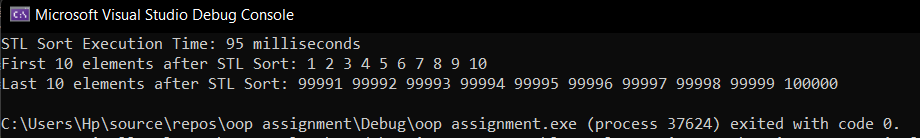 Microsoft Visual Studio Debug Console
STL Sort Execution Time: 95 milliseconds
First 10 elements after STL Sort: 1 2 3 4 5 6 7 8 9 10
Last 10 elements after STL Sort: 99991 99992 99993 99994 99995 99996 99997 99998 99999 100000
C:\Users\Hp\source\repos\oop assignment\Debug\oop assignment.exe (process 37624) exited with code 0.